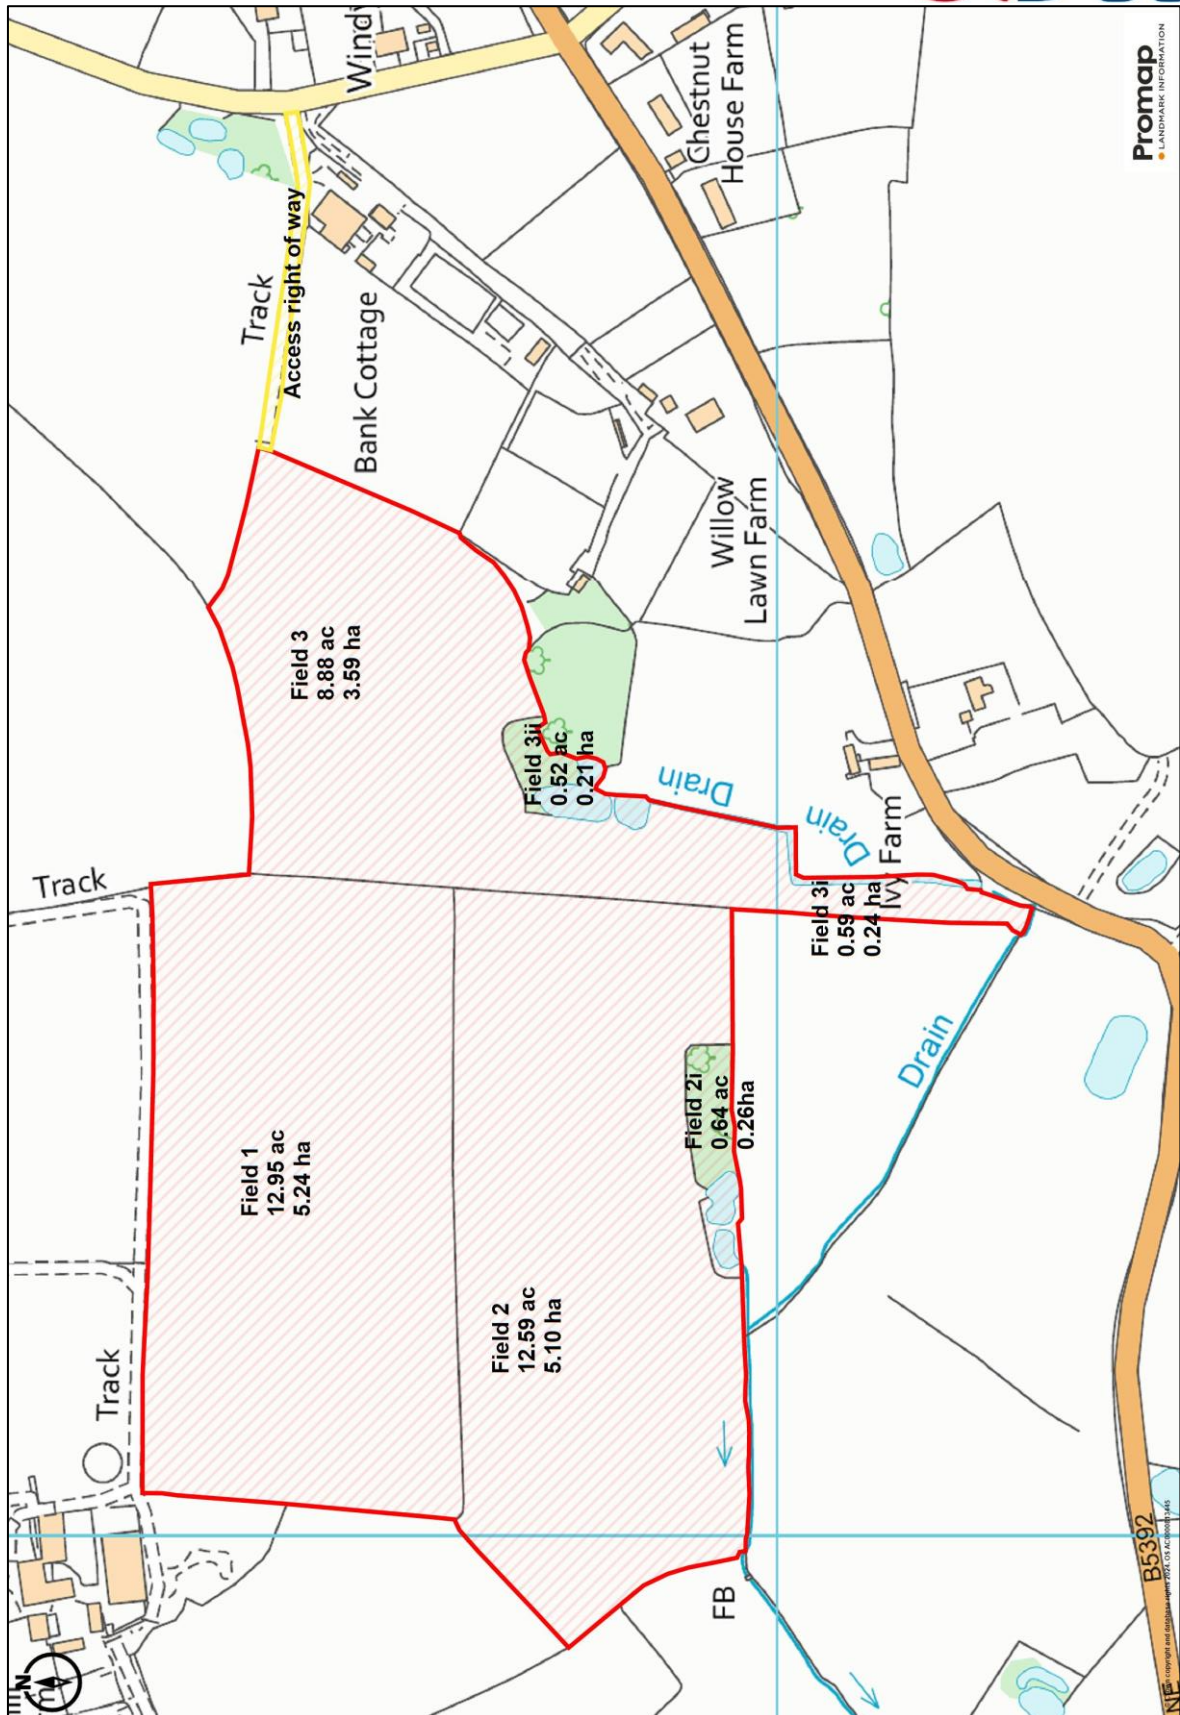 Track
Track
Track
Access right of way
Windy
Bank Cottage
Chestnut
House Farm
Willow
Lawn Farm
Field 3
8.88 ac
3.59 ha
Field 3ii
0.52 ac
0.21 ha
Drain
Drain
Ivy Farm
Field 3i
0.59 ac
0.24 ha
Field 1
12.95 ac
5.24 ha
Field 2i
0.64 ac
0.26ha
Drain
Field 2
12.59 ac
5.10 ha
FB
B5392
N
Promap
LANDMARK INFORMATION